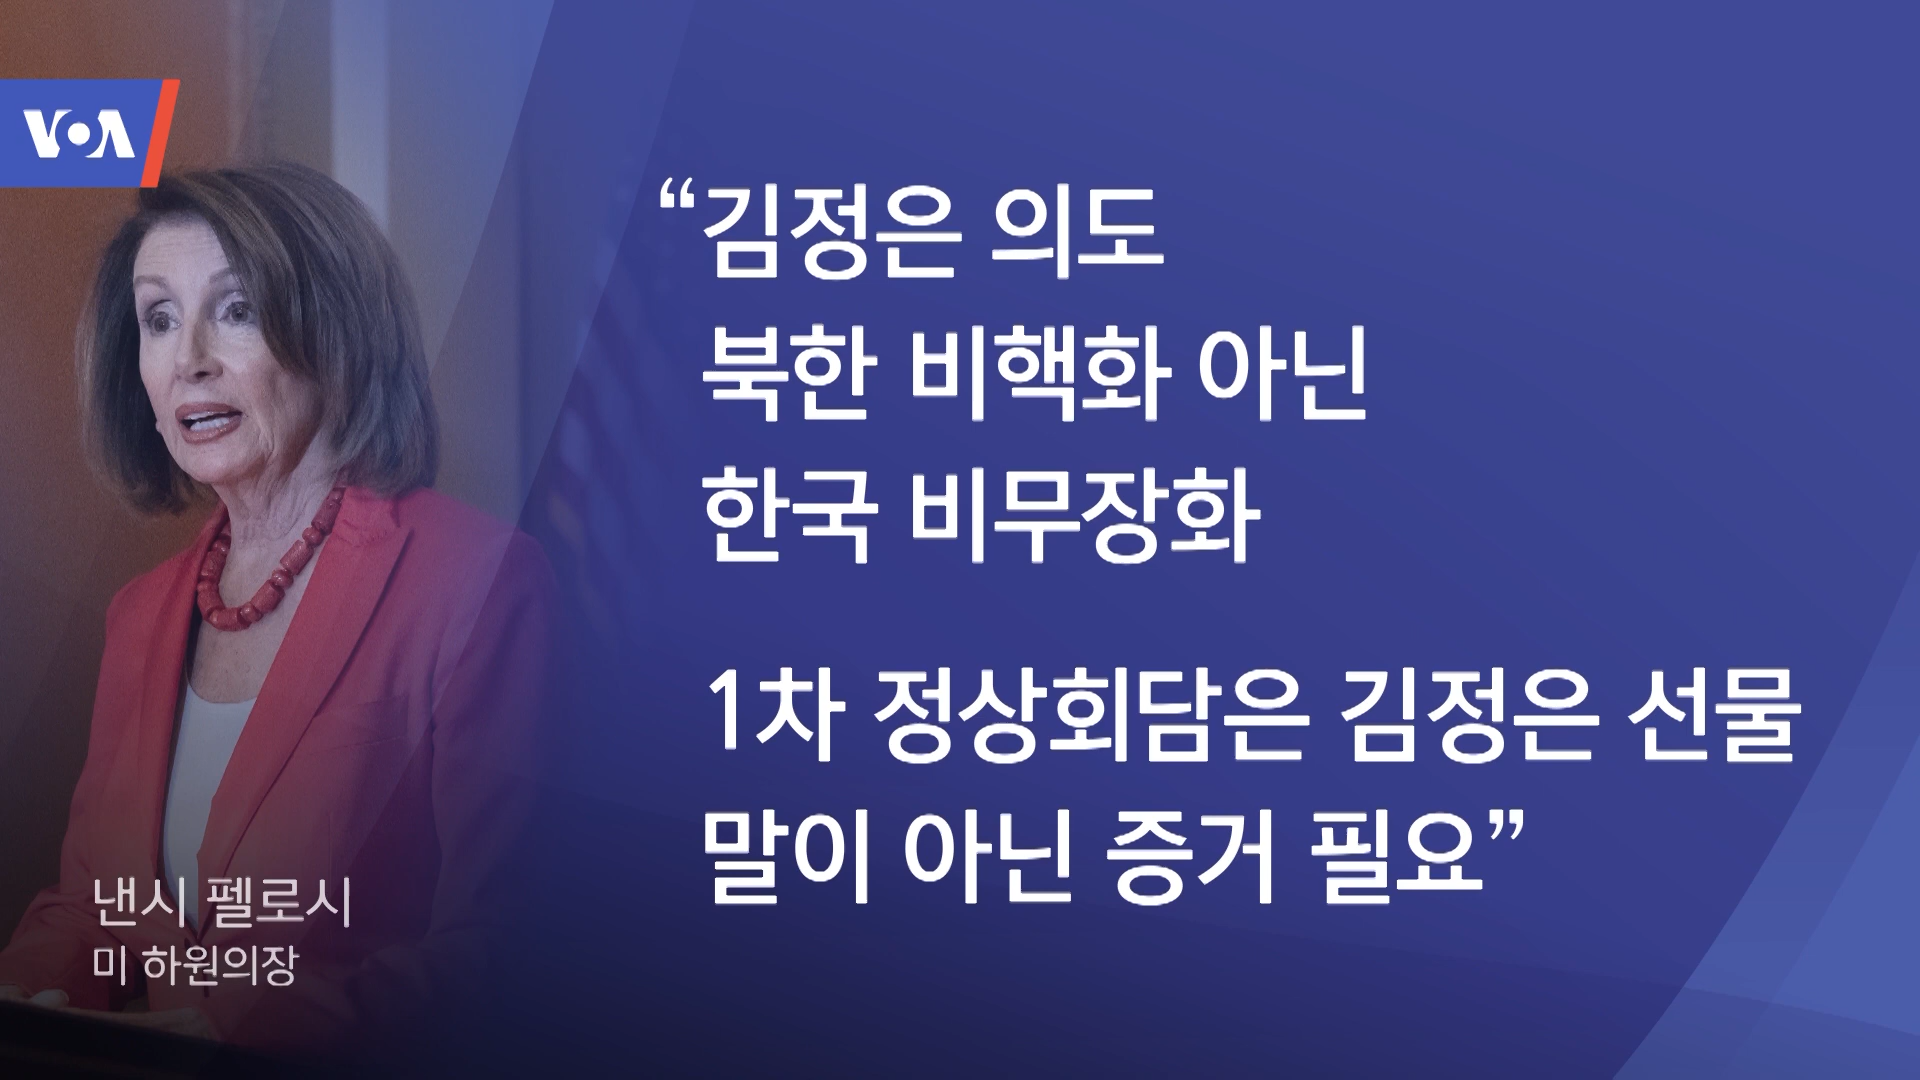 VOA
“김정은 의도
북한 비핵화 아닌
한국 비무장화
1차 정상회담은 김정은 선물
말이 아닌 증거 필요”
낸시 펠로시
미 하원의장